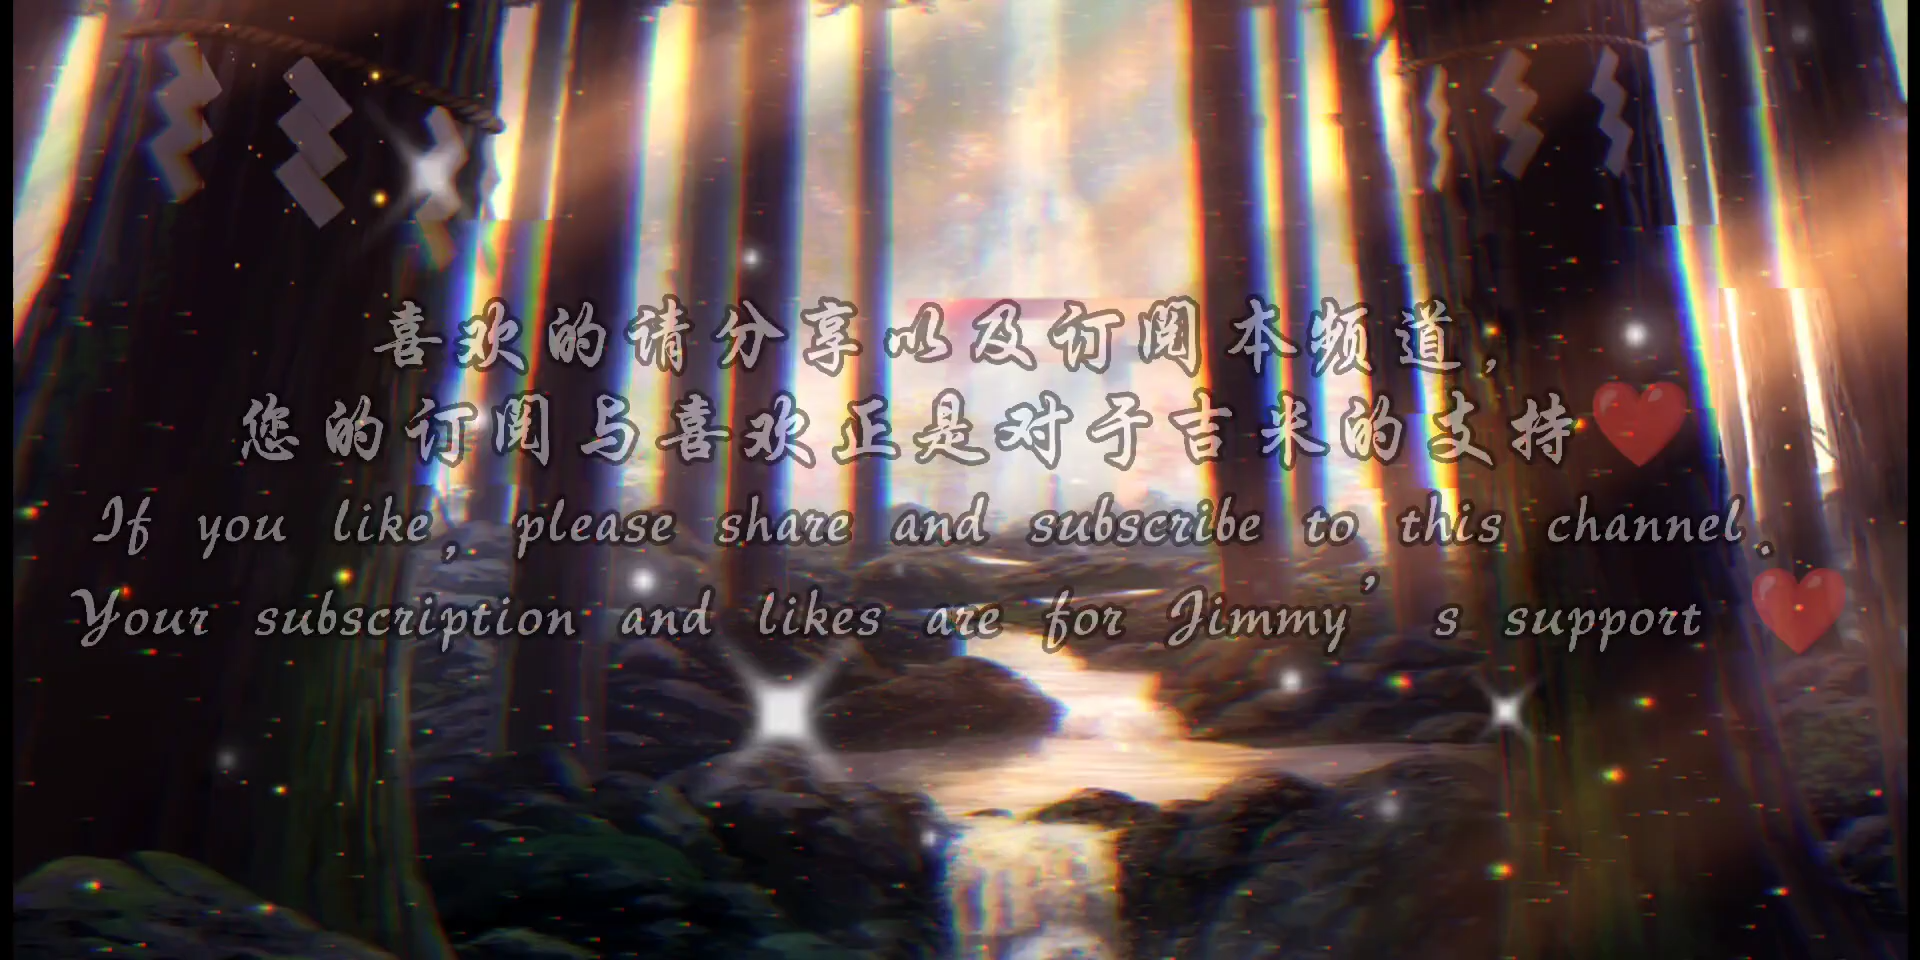 喜欢的请分享以及订阅本频道，
您的订阅与喜欢正是对于吉米的支持❤️
If you like, please share and subscribe to this channel.
Your subscription and likes are for Jimmy's support ❤️